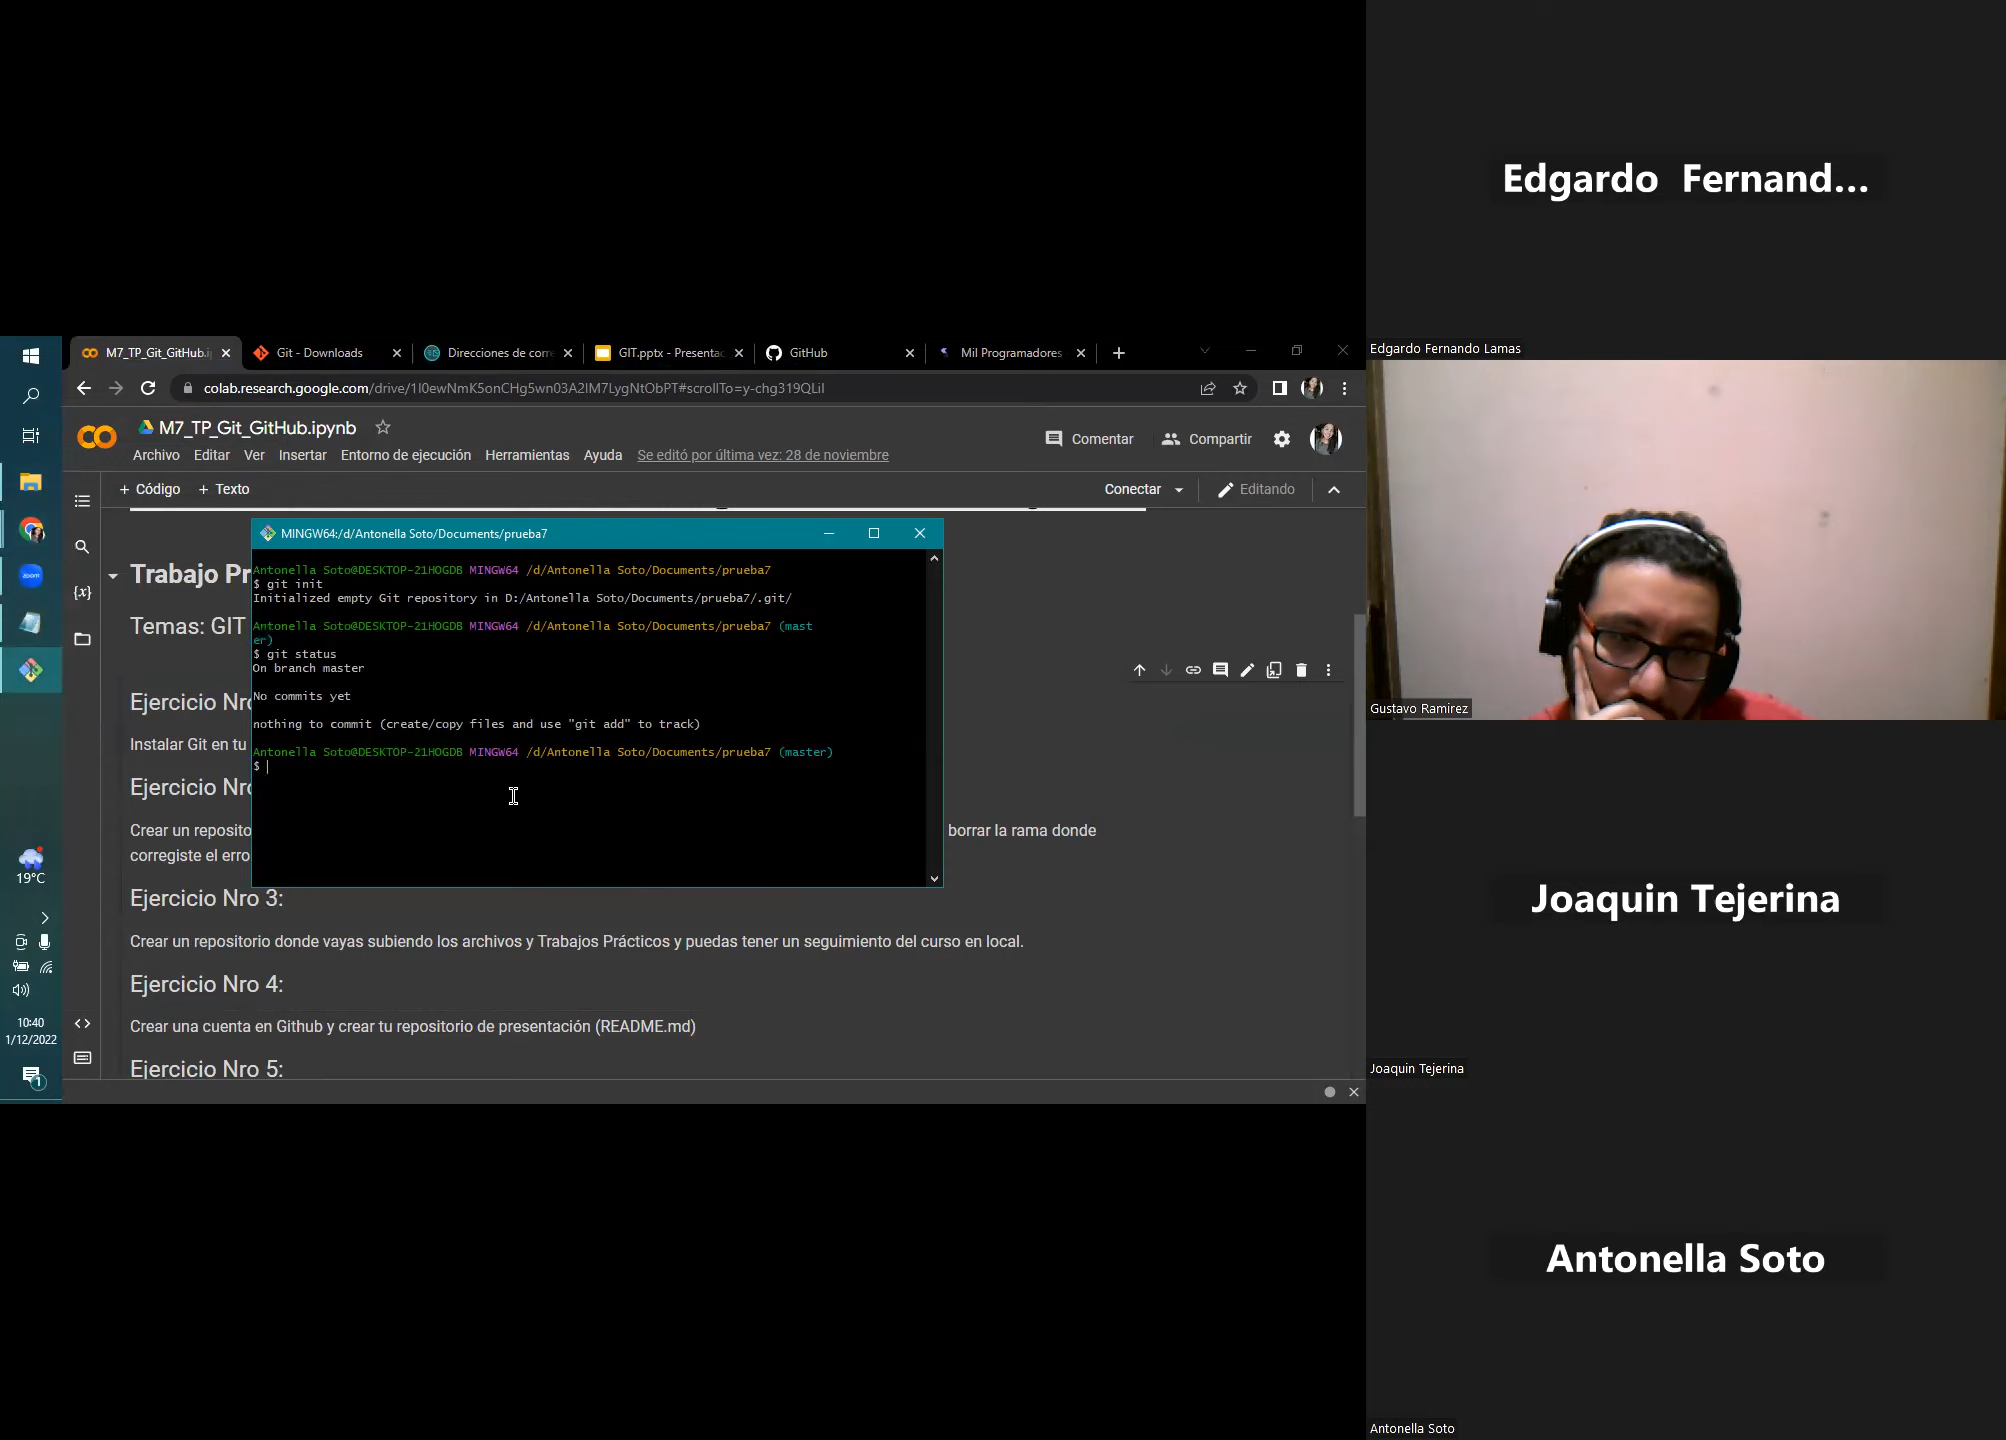 M7_TP_Git_GitHub.i
Git - Downloads
Direcciones de corr
GIT.pptx - Presentac
GitHub
Mil Programadores
colab.research.google.com/drive/1I0ewNmK5onCHg5wn03A2IM7LygNtObPT#scrollTo=y-chg319QLiI
M7_TP_Git_GitHub.ipynb
Comentar
Compartir
Archivo Editar Ver Insertar Entorno de ejecución Herramientas Ayuda Se editó por última vez: 28 de noviembre
+ Código + Texto
Conectar
Editando
MINGW64:/d/Antonella Soto/Documents/prueba7
Antonella Soto@DESKTOP-21HOGDB MINGW64 /d/Antonella Soto/Documents/prueba7
$ git init
Initialized empty Git repository in D:/Antonella Soto/Documents/prueba7/.git/
Antonella Soto@DESKTOP-21HOGDB MINGW64 /d/Antonella Soto/Documents/prueba7 (mast
er)
$ git status
On branch master
No commits yet
nothing to commit (create/copy files and use "git add" to track)
Antonella Soto@DESKTOP-21HOGDB MINGW64 /d/Antonella Soto/Documents/prueba7 (master)
$
Trabajo Pr
Temas: GIT
Ejercicio Nro
Instalar Git en tu
Ejercicio Nro
Crear un reposito
borrar la rama donde
corregiste el erro
Ejercicio Nro 3:
Crear un repositorio donde vayas subiendo los archivos y Trabajos Prácticos y puedas tener un seguimiento del curso en local.
Ejercicio Nro 4:
Crear una cuenta en Github y crear tu repositorio de presentación (README.md)
Ejercicio Nro 5:
{x}
zoom
19°C
10:40
1/12/2022
1
Edgardo Fernand...
Edgardo Fernando Lamas
Gustavo Ramirez
Joaquin Tejerina
Joaquin Tejerina
Antonella Soto
Antonella Soto